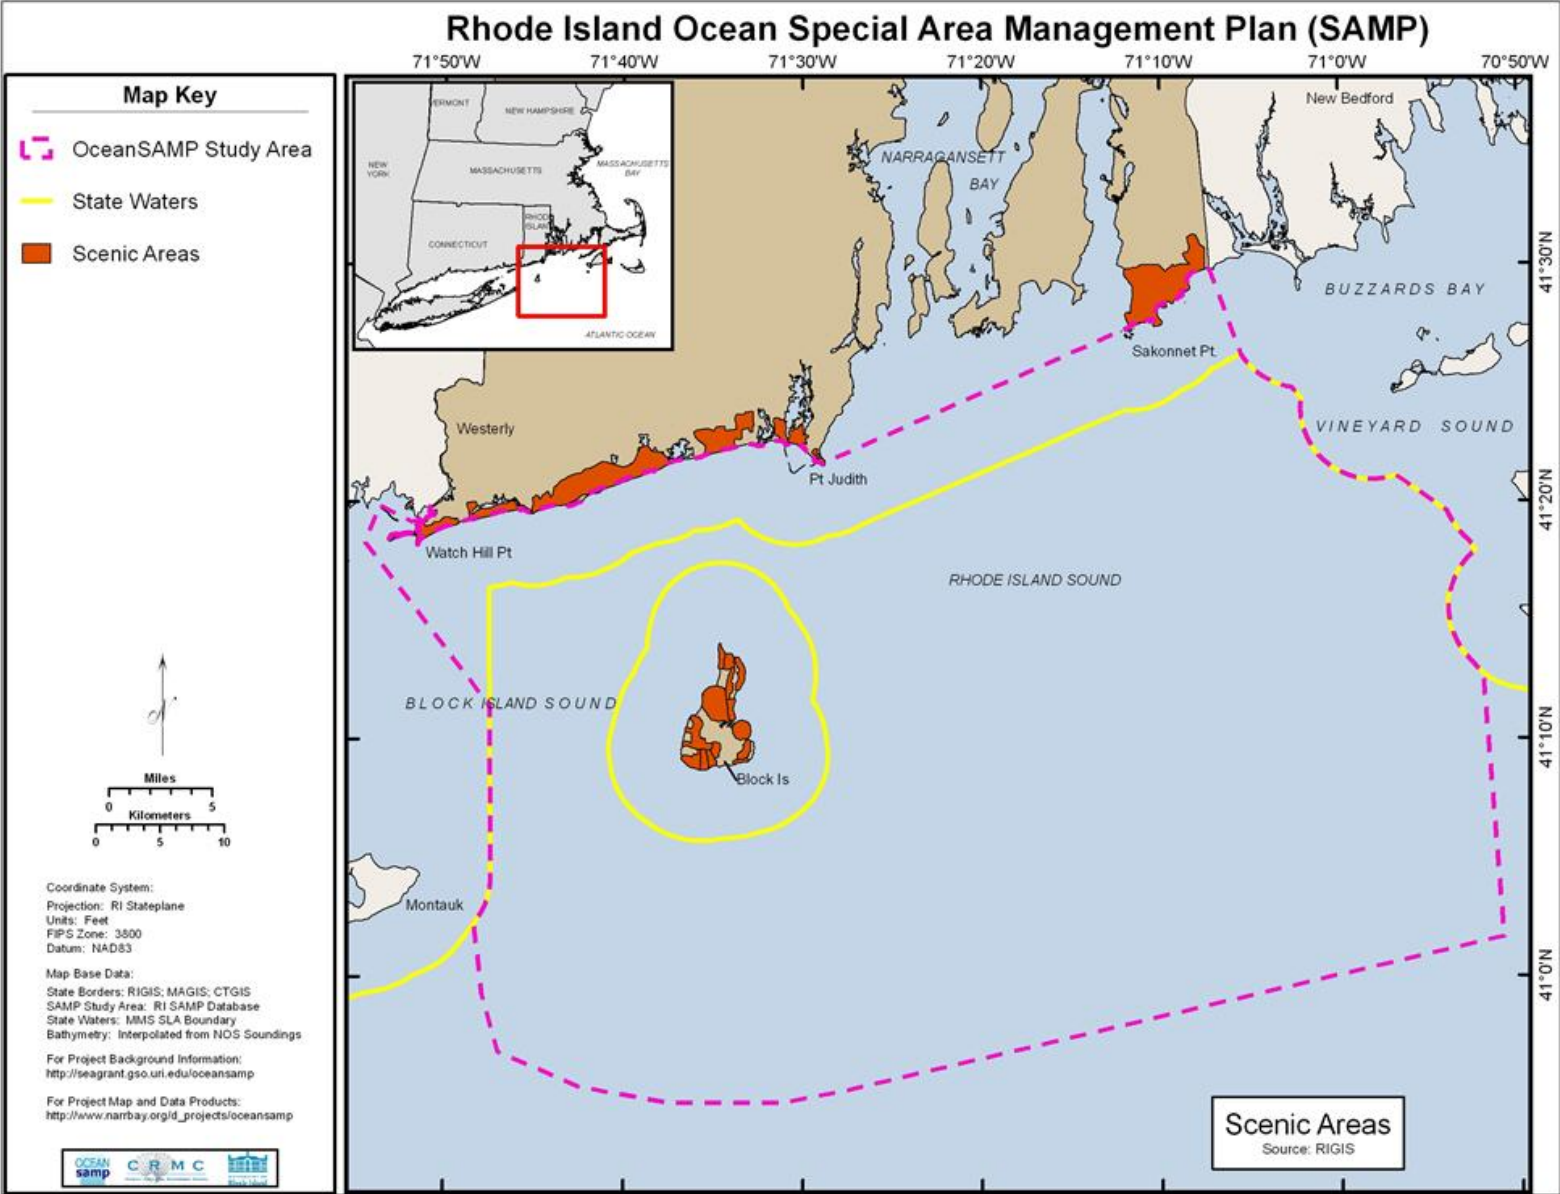 Rhode Island Ocean Special Area Management Plan (SAMP)
71°50'W 71°40'W 71°30'W 71°20'W 71°10'W 71°0'W 70°50'W
Map Key
OceanSAMP Study Area
State Waters
Scenic Areas
N
Miles
0 5
Kilometers
0 5 10
Coordinate System:
Projection: RI Stateplane
Units: Feet
FIPS Zone: 3800
Datum: NAD83
Map Base Data:
State Borders: RIGIS; MAGIS; CTGIS
SAMP Study Area: RI SAMP Database
State Waters: MMS SLA Boundary
Bathymetry: Interpolated from NOS Soundings
For Project Background Information:
http://seagrant.gso.uri.edu/oceansamp
For Project Map and Data Products:
http://www.narrbay.org/d_projects/oceansamp
OCEAN
samp
CRMC
VERMONT
NEW HAMPSHIRE
NEW
YORK
MASSACHUSETTS
MASSACHUSETTS
BAY
CONNECTICUT
RHODE
ISLAND
ATLANTIC OCEAN
New Bedford
NARRAGANSETT
BAY
BUZZARDS BAY
Sakonnet Pt.
Westerly
VINEYARD SOUND
Pt Judith
Watch Hill Pt
RHODE ISLAND SOUND
BLOCK ISLAND SOUND
Block Is
Montauk
41°30'N
41°20'N
41°10'N
41°0'N
Scenic Areas
Source: RIGIS